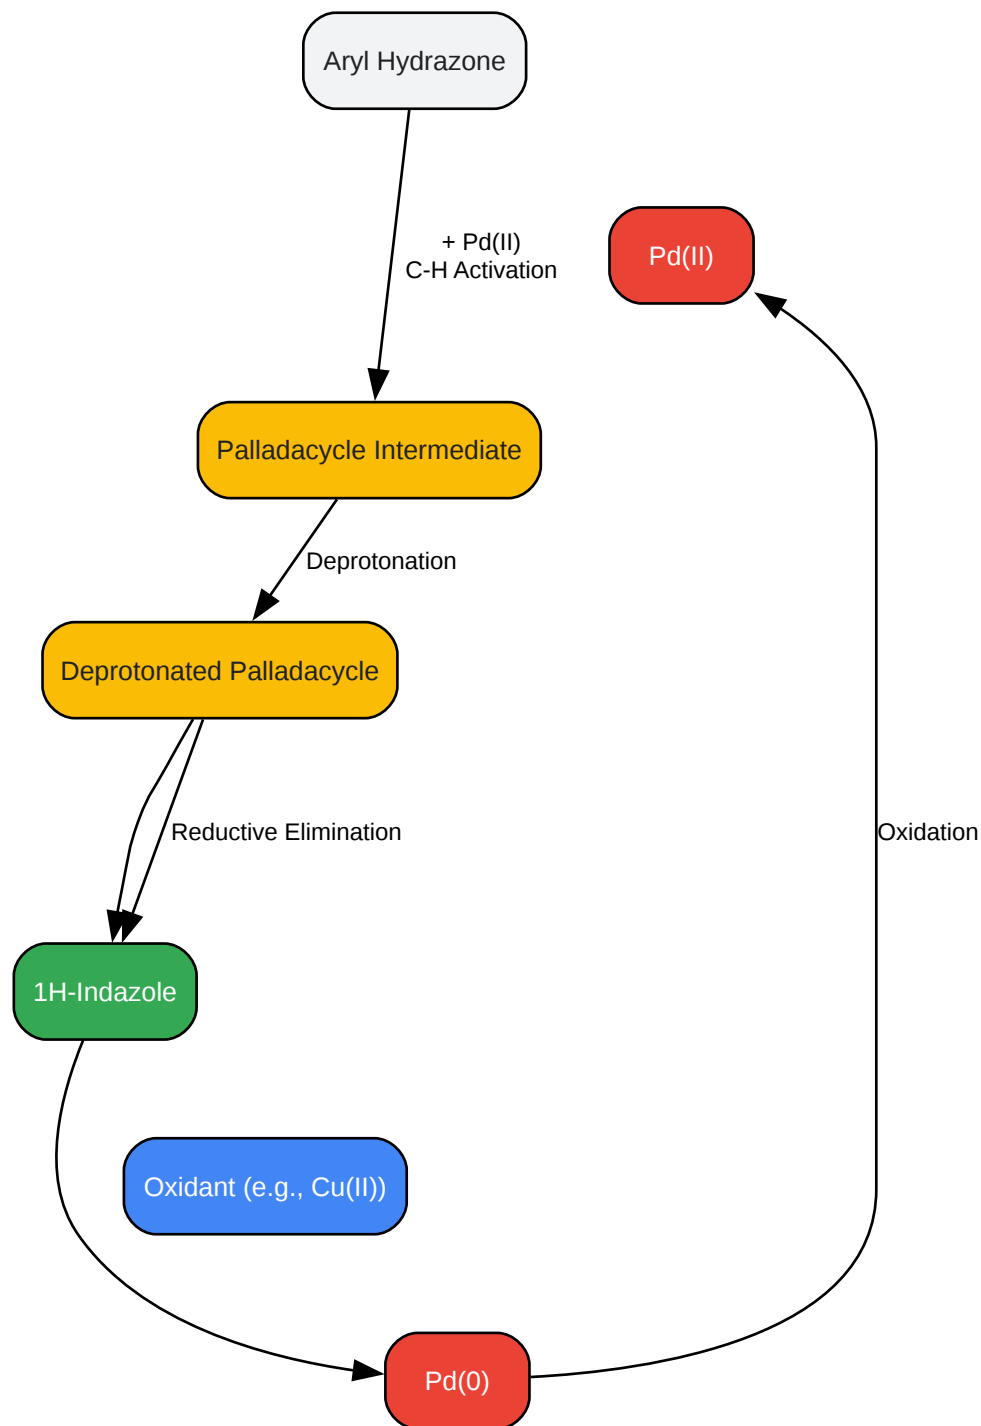 Aryl Hydrazone
+ Pd(II)
C-H Activation
Pd(II)
Palladacycle Intermediate
Deprotonation
Deprotonated Palladacycle
Reductive Elimination
Oxidation
1H-Indazole
Oxidant (e.g., Cu(II))
Pd(0)